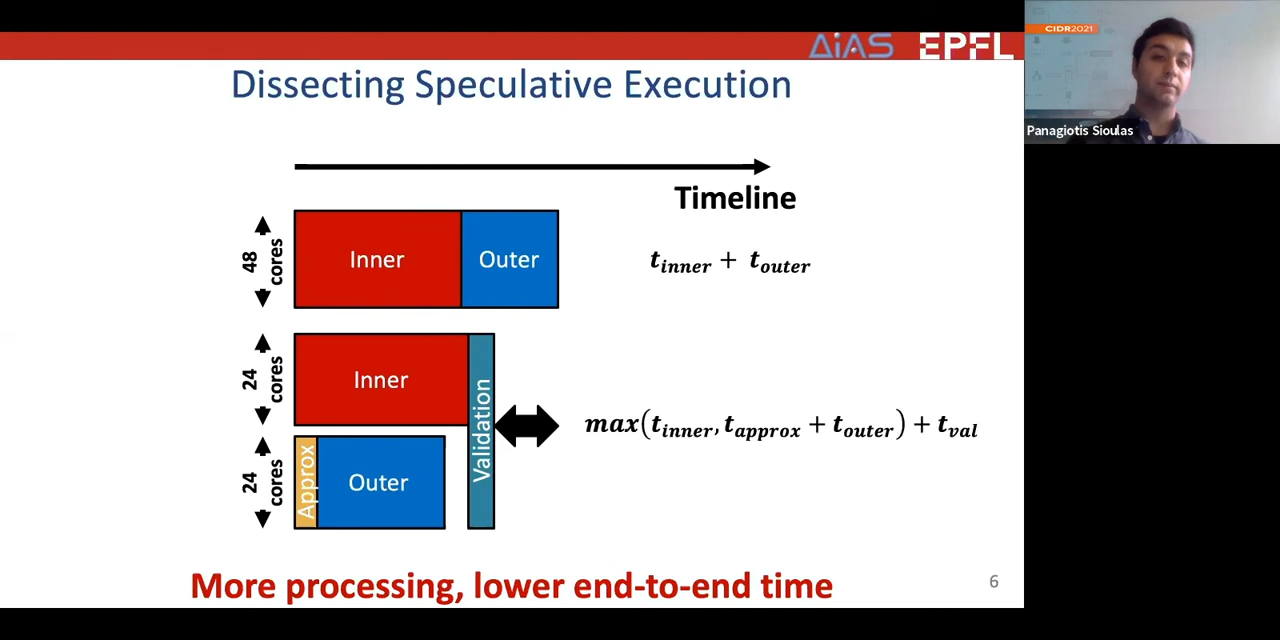 AiAS EPFL
CIDR2021
Panagiotis Sioulas
Dissecting Speculative Execution
Timeline
48
cores
Inner
Outer
t_inner + t_outer
24
cores
Inner
Validation
max(t_inner, t_approx + t_outer) + t_val
24
cores
Approx
Outer
More processing, lower end-to-end time
6